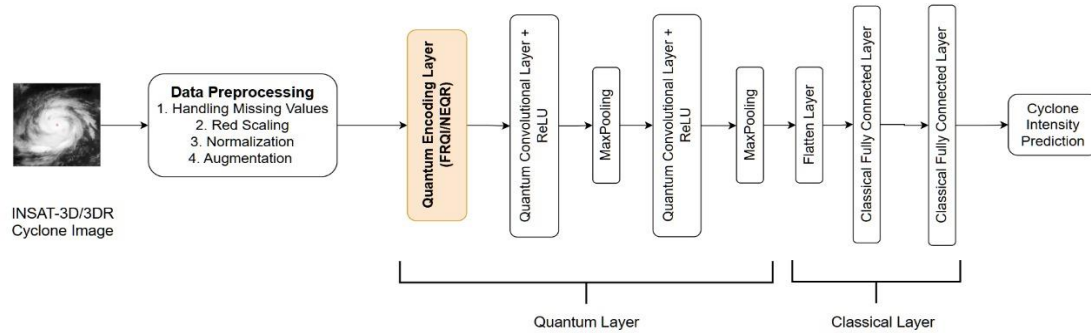 INSAT-3D/3DR
Cyclone Image
Data Preprocessing
1. Handling Missing Values
2. Red Scaling
3. Normalization
4. Augmentation
Quantum Encoding Layer
(FRQI/NEQR)
Quantum Convolutional Layer +
ReLU
MaxPooling
Quantum Convolutional Layer +
ReLU
MaxPooling
Flatten Layer
Classical Fully Connected Layer
Classical Fully Connected Layer
Cyclone
Intensity
Prediction
Quantum Layer
Classical Layer